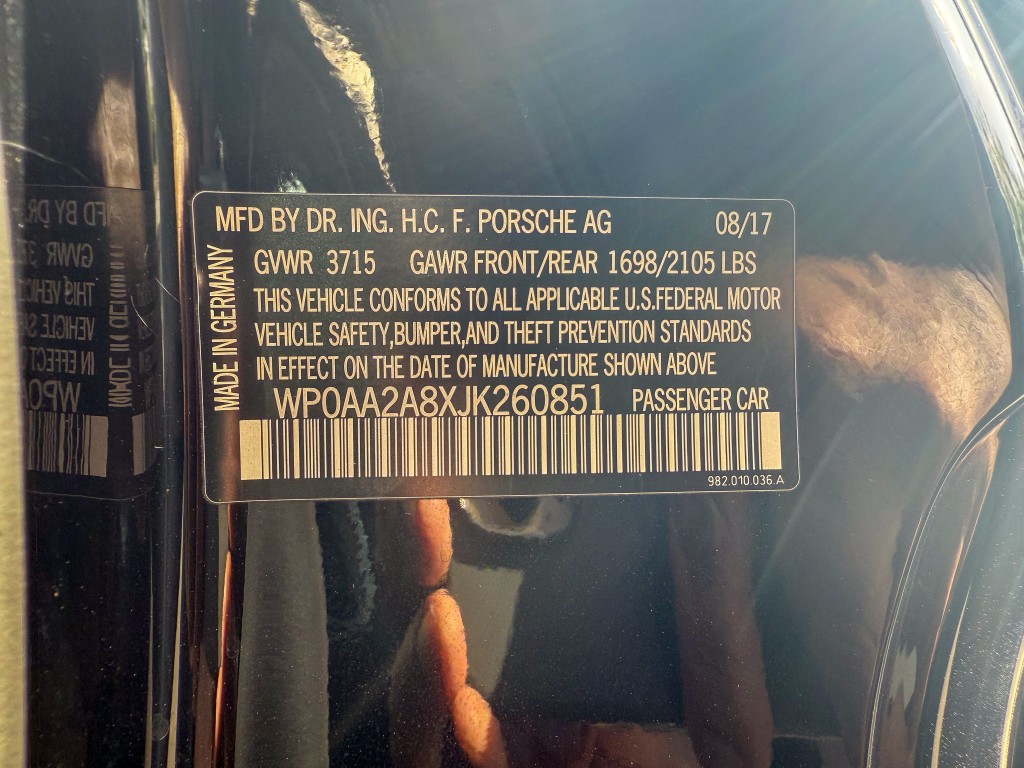 MFD BY DR. ING. H.C. F. PORSCHE AG 08/17
GVWR 3715 GAWR FRONT/REAR 1698/2105 LBS
THIS VEHICLE CONFORMS TO ALL APPLICABLE U.S.FEDERAL MOTOR
VEHICLE SAFETY,BUMPER,AND THEFT PREVENTION STANDARDS
IN EFFECT ON THE DATE OF MANUFACTURE SHOWN ABOVE
WP0AA2A8XJK260851 PASSENGER CAR
MADE IN GERMANY
982.010.036.A